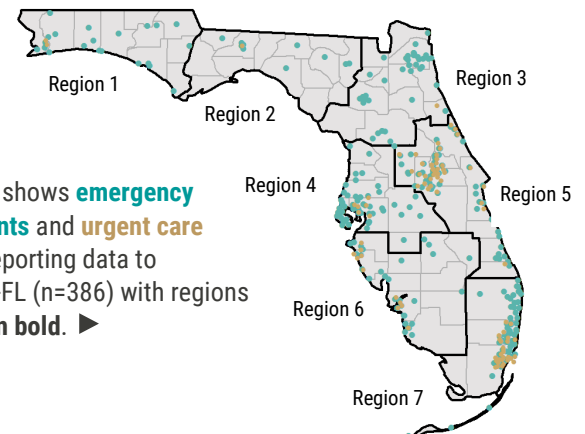 Region 1
Region 2
Region 3
Region 4
Region 5
Region 6
Region 7
shows emergency
nts and urgent care
eporting data to
FL (n=386) with regions
n bold. ▶